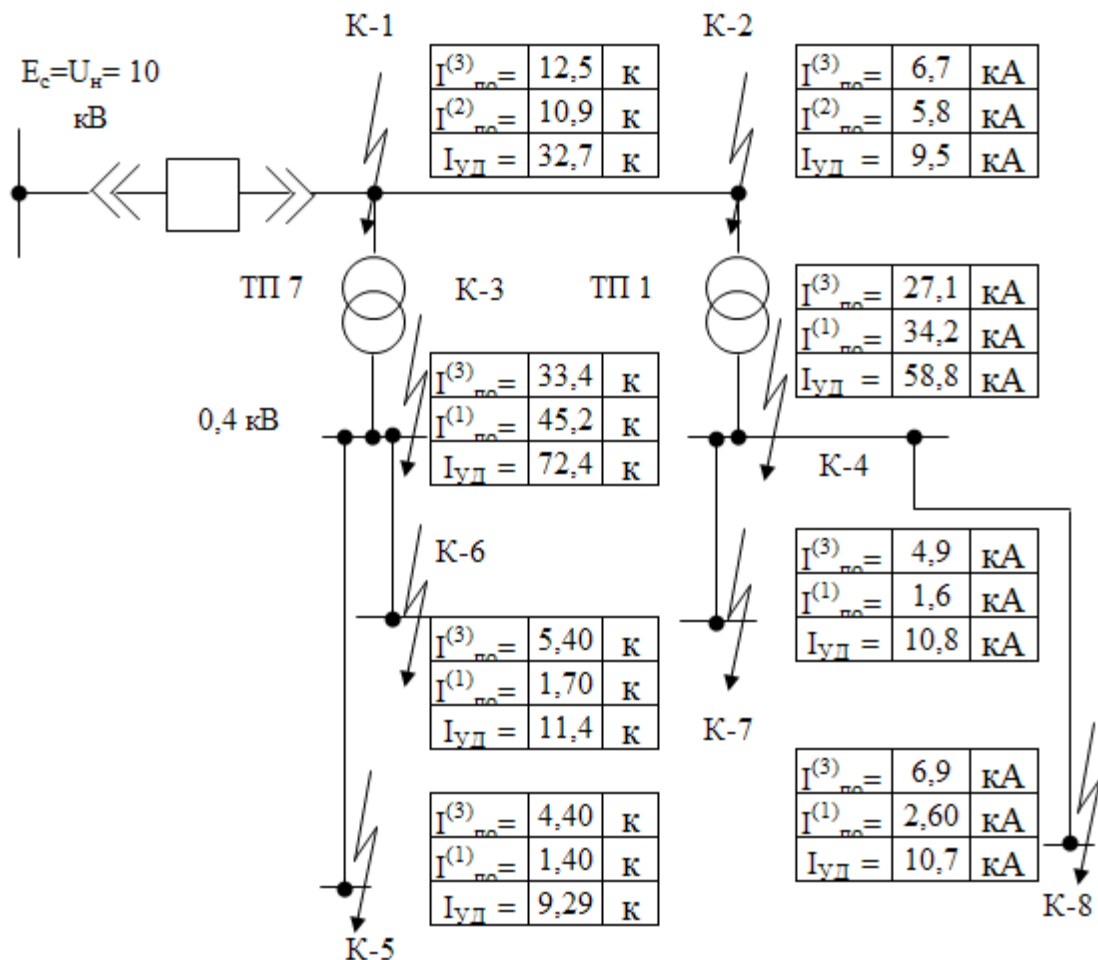 К-1
К-2
Eс=Uн= 10
кВ
I(3)по= 12,5 к
I(2)по= 10,9 к
IУД = 32,7 к
I(3)по= 6,7 кА
I(2)по= 5,8 кА
IУД = 9,5 кА
ТП 7
К-3
ТП 1
I(3)по= 27,1 кА
I(1)по= 34,2 кА
IУД = 58,8 кА
0,4 кВ
I(3)по= 33,4 к
I(1)по= 45,2 к
IУД = 72,4 к
К-4
К-6
I(3)по= 4,9 кА
I(1)по= 1,6 кА
IУД = 10,8 кА
I(3)по= 5,40 к
I(1)по= 1,70 к
IУД = 11,4 к
К-7
I(3)по= 6,9 кА
I(1)по= 2,60 кА
IУД = 10,7 кА
I(3)по= 4,40 к
I(1)по= 1,40 к
IУД = 9,29 к
К-8
К-5